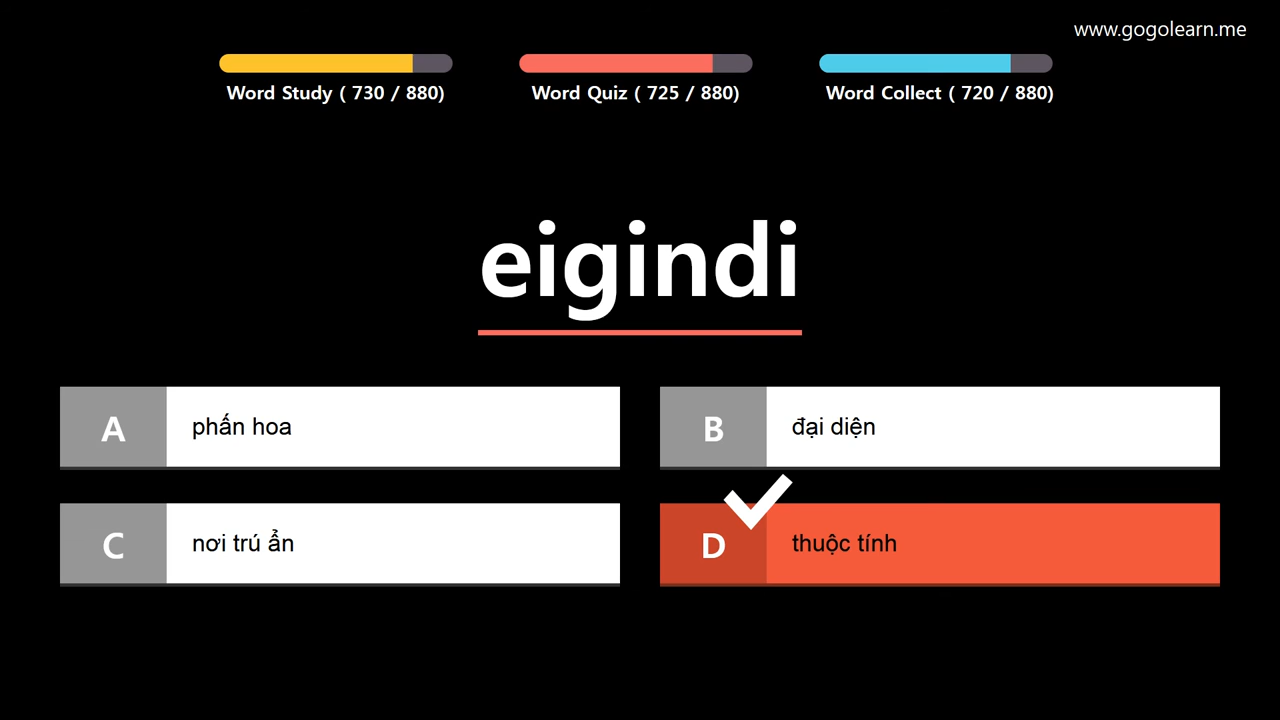 www.gogolearn.me
Word Study ( 730 / 880)
Word Quiz ( 725 / 880)
Word Collect ( 720 / 880)
eigindi
A
phấn hoa
B
đại diện
C
nơi trú ẩn
D
thuộc tính